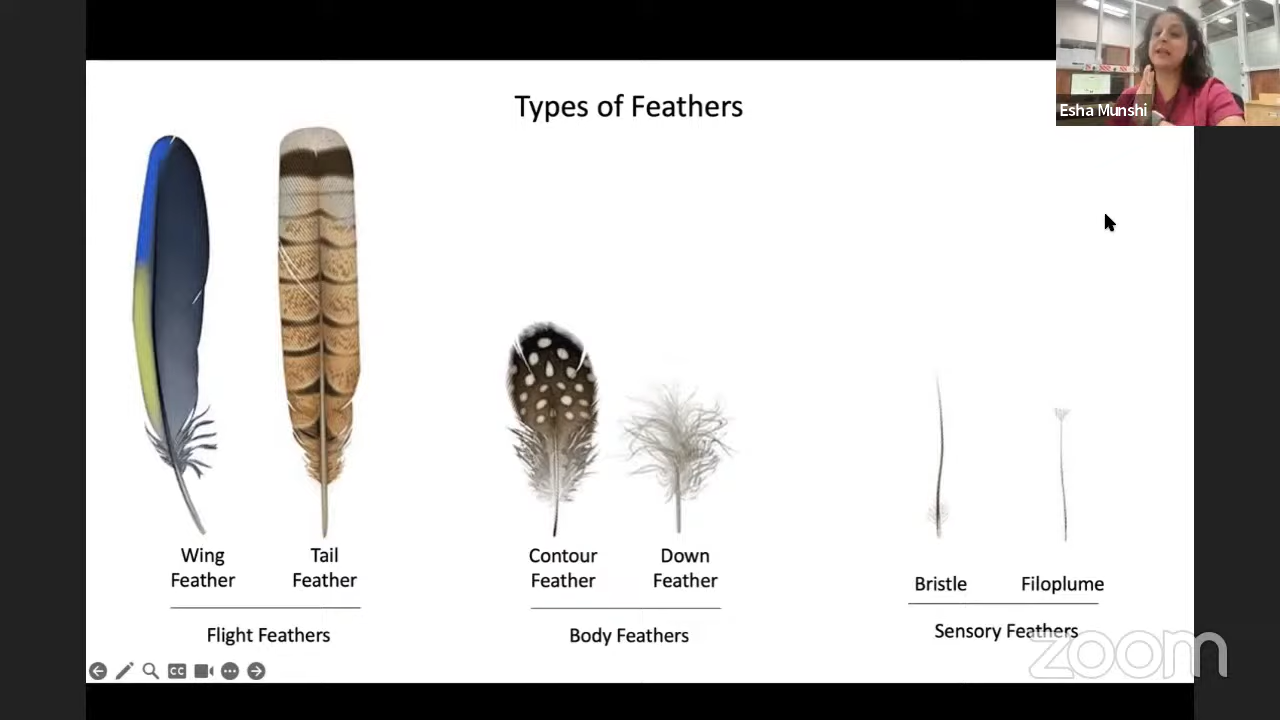 Types of Feathers
Esha Munshi
Wing
Feather
Tail
Feather
Contour
Feather
Down
Feather
Bristle
Filoplume
Flight Feathers
Body Feathers
Sensory Feathers
CC
zoom